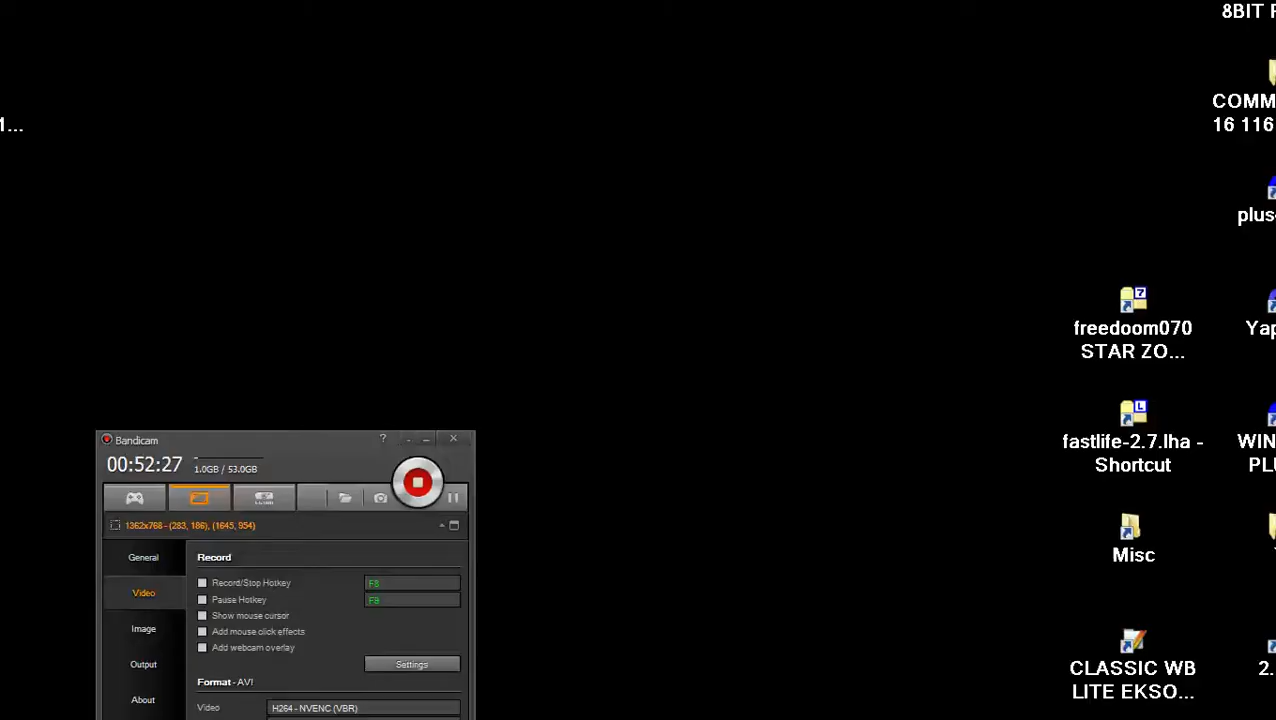 8BIT
COMM
16 116
1...
plus-
freedoom070
STAR ZO...
Yap
fastlife-2.7.lha -
Shortcut
WIN
PL
Misc
CLASSIC WB
LITE EKSO...
2.
Bandicam
?
00:52:27
1.0GB / 53.0GB
1362x768 - (283, 186), (1645, 954)
General
Video
Image
Output
About
Record
Record/Stop Hotkey F8
Pause Hotkey F9
Show mouse cursor
Add mouse click effects
Add webcam overlay
Settings
Format - AVI
Video H264 - NVENC (VBR)